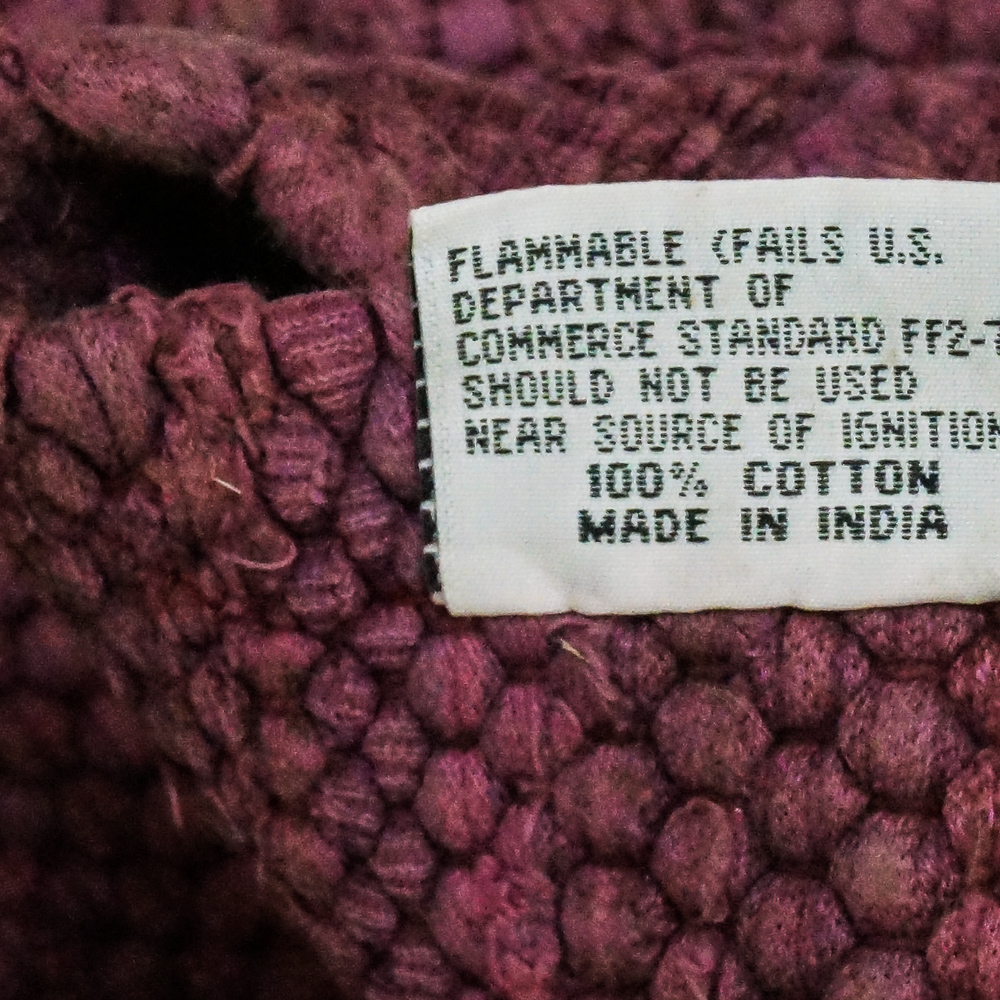 FLAMMABLE (FAILS U.S.
DEPARTMENT OF
COMMERCE STANDARD FF2-7
SHOULD NOT BE USED
NEAR SOURCE OF IGNITION
100% COTTON
MADE IN INDIA